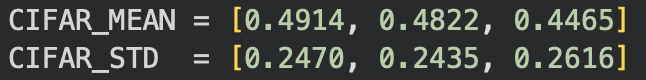 CIFAR_MEAN = [0.4914, 0.4822, 0.4465]
CIFAR_STD  = [0.2470, 0.2435, 0.2616]